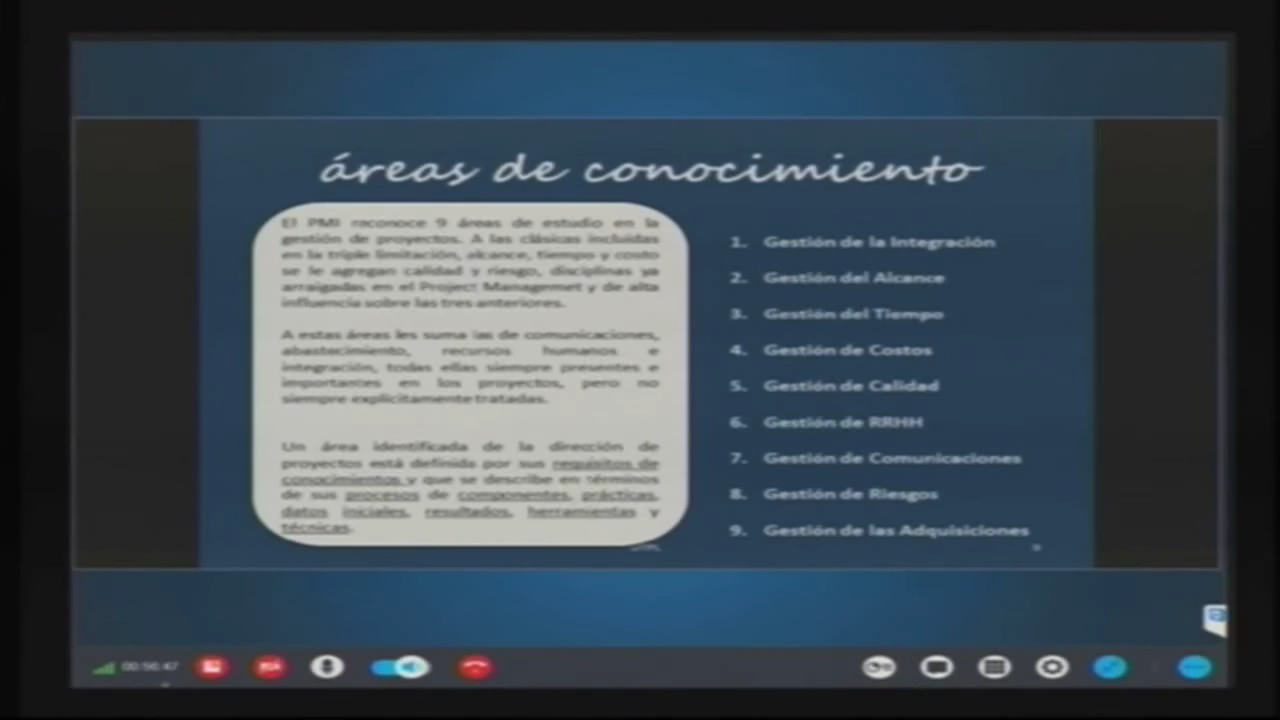 áreas de conocimiento
El PMI reconoce 9 áreas de estudio en la
gestión de proyectos. A las clásicas incluidas
en la triple limitación, alcance, tiempo y costo
se le agregan calidad y riesgo, disciplinas ya
arraigadas en el Project Managemet y de alta
influencia sobre las tres anteriores.
A estas áreas les suma las de comunicaciones,
abastecimiento, recursos humanos e
integración, todas ellas siempre presentes e
importantes en los proyectos, pero no
siempre explícitamente tratadas.
Un área identificada de la dirección de
proyectos está definida por sus requisitos de
conocimientos y que se describe en términos
de sus procesos de componentes, prácticas,
datos iniciales, resultados, herramientas y
técnicas.
1. Gestión de la Integración
2. Gestión del Alcance
3. Gestión del Tiempo
4. Gestión de Costos
5. Gestión de Calidad
6. Gestión de RRHH
7. Gestión de Comunicaciones
8. Gestión de Riesgos
9. Gestión de las Adquisiciones
00:56:47